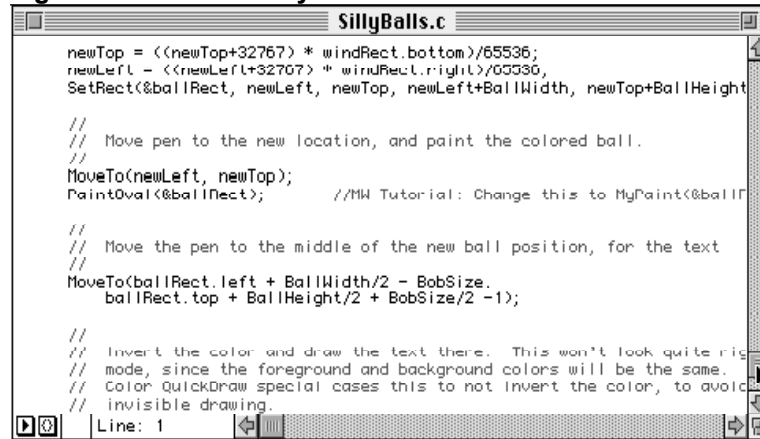 SillyBalls.c
newTop = ((newTop+32767) * windRect.bottom)/65536;
newLeft = ((newLeft+32767) * windRect.right)/65536;
SetRect(&ballRect, newLeft, newTop, newLeft+BallWidth, newTop+BallHeight
//
// Move pen to the new location, and paint the colored ball.
//
MoveTo(newLeft, newTop);
PaintOval(&ballRect); //MW Tutorial: Change this to MyPaint(&ballR
//
// Move the pen to the middle of the new ball position, for the text
//
MoveTo(ballRect.left + BallWidth/2 - BobSize,
ballRect.top + BallHeight/2 + BobSize/2 -1);
//
// Invert the color and draw the text there. This won't look quite rig
// mode, since the foreground and background colors will be the same.
// Color QuickDraw special cases this to not invert the color, to avoid
// invisible drawing.
Line: 1